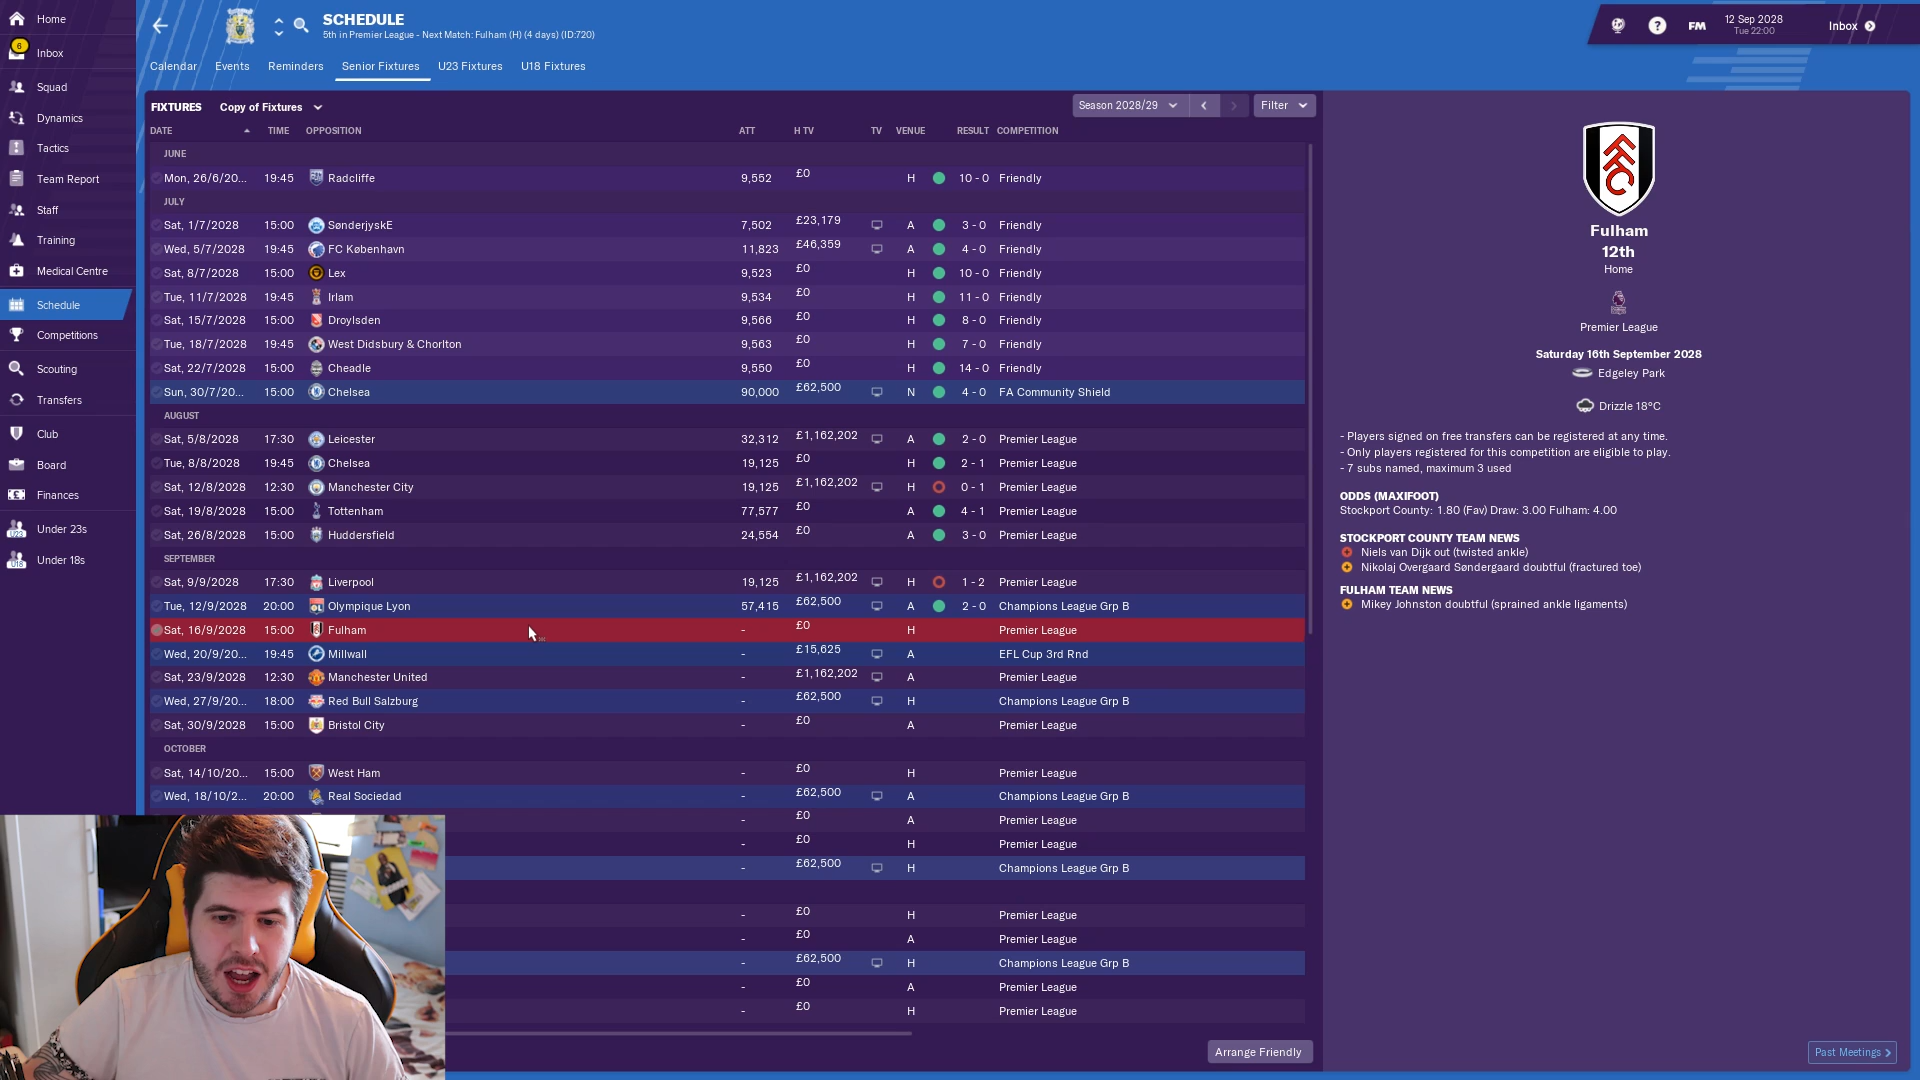 Home
6
Inbox
Squad
Dynamics
Tactics
Team Report
Staff
Training
Medical Centre
Schedule
Competitions
Scouting
Transfers
Club
Board
Finances
U23
Under 23s
U18
Under 18s
SCHEDULE
5th in Premier League - Next Match: Fulham (H) (4 days) (ID:720)
? FM 12 Sep 2028
Tue 22:00
Inbox
Calendar Events Reminders Senior Fixtures U23 Fixtures U18 Fixtures
FIXTURES Copy of Fixtures Season 2028/29 Filter
DATE TIME OPPOSITION ATT H TV TV VENUE RESULT COMPETITION
JUNE
Mon, 26/6/20... 19:45 Radcliffe 9,552 £0 H 10 - 0 Friendly
JULY
Sat, 1/7/2028 15:00 SønderjyskE 7,502 £23,179 A 3 - 0 Friendly
Wed, 5/7/2028 19:45 FC København 11,823 £46,359 A 4 - 0 Friendly
Sat, 8/7/2028 15:00 Lex 9,523 £0 H 10 - 0 Friendly
Tue, 11/7/2028 19:45 Irlam 9,534 £0 H 11 - 0 Friendly
Sat, 15/7/2028 15:00 Droylsden 9,566 £0 H 8 - 0 Friendly
Tue, 18/7/2028 19:45 West Didsbury & Chorlton 9,563 £0 H 7 - 0 Friendly
Sat, 22/7/2028 15:00 Cheadle 9,550 £0 H 14 - 0 Friendly
Sun, 30/7/20... 15:00 Chelsea 90,000 £62,500 N 4 - 0 FA Community Shield
AUGUST
Sat, 5/8/2028 17:30 Leicester 32,312 £1,162,202 A 2 - 0 Premier League
Tue, 8/8/2028 19:45 Chelsea 19,125 £0 H 2 - 1 Premier League
Sat, 12/8/2028 12:30 Manchester City 19,125 £1,162,202 H 0 - 1 Premier League
Sat, 19/8/2028 15:00 Tottenham 77,577 £0 A 4 - 1 Premier League
Sat, 26/8/2028 15:00 Huddersfield 24,554 £0 A 3 - 0 Premier League
SEPTEMBER
Sat, 9/9/2028 17:30 Liverpool 19,125 £1,162,202 H 1 - 2 Premier League
Tue, 12/9/2028 20:00 Olympique Lyon 57,415 £62,500 A 2 - 0 Champions League Grp B
Sat, 16/9/2028 15:00 Fulham - £0 H Premier League
Wed, 20/9/20... 19:45 Millwall - £15,625 A EFL Cup 3rd Rnd
Sat, 23/9/2028 12:30 Manchester United - £1,162,202 A Premier League
Wed, 27/9/20... 18:00 Red Bull Salzburg - £62,500 H Champions League Grp B
Sat, 30/9/2028 15:00 Bristol City - £0 A Premier League
OCTOBER
Sat, 14/10/20... 15:00 West Ham - £0 H Premier League
Wed, 18/10/2... 20:00 Real Sociedad - £62,500 A Champions League Grp B
- £0 A Premier League
- £0 H Premier League
- £62,500 H Champions League Grp B
- £0 H Premier League
- £0 A Premier League
- £62,500 H Champions League Grp B
- £0 A Premier League
- £0 H Premier League
Arrange Friendly
FFC
Fulham
12th
Home
Premier League
Saturday 16th September 2028
Edgeley Park
Drizzle 18°C
- Players signed on free transfers can be registered at any time.
- Only players registered for this competition are eligible to play.
- 7 subs named, maximum 3 used
ODDS (MAXIFOOT)
Stockport County: 1.80 (Fav) Draw: 3.00 Fulham: 4.00
STOCKPORT COUNTY TEAM NEWS
Niels van Dijk out (twisted ankle)
Nikolaj Overgaard Søndergaard doubtful (fractured toe)
FULHAM TEAM NEWS
Mikey Johnston doubtful (sprained ankle ligaments)
Past Meetings